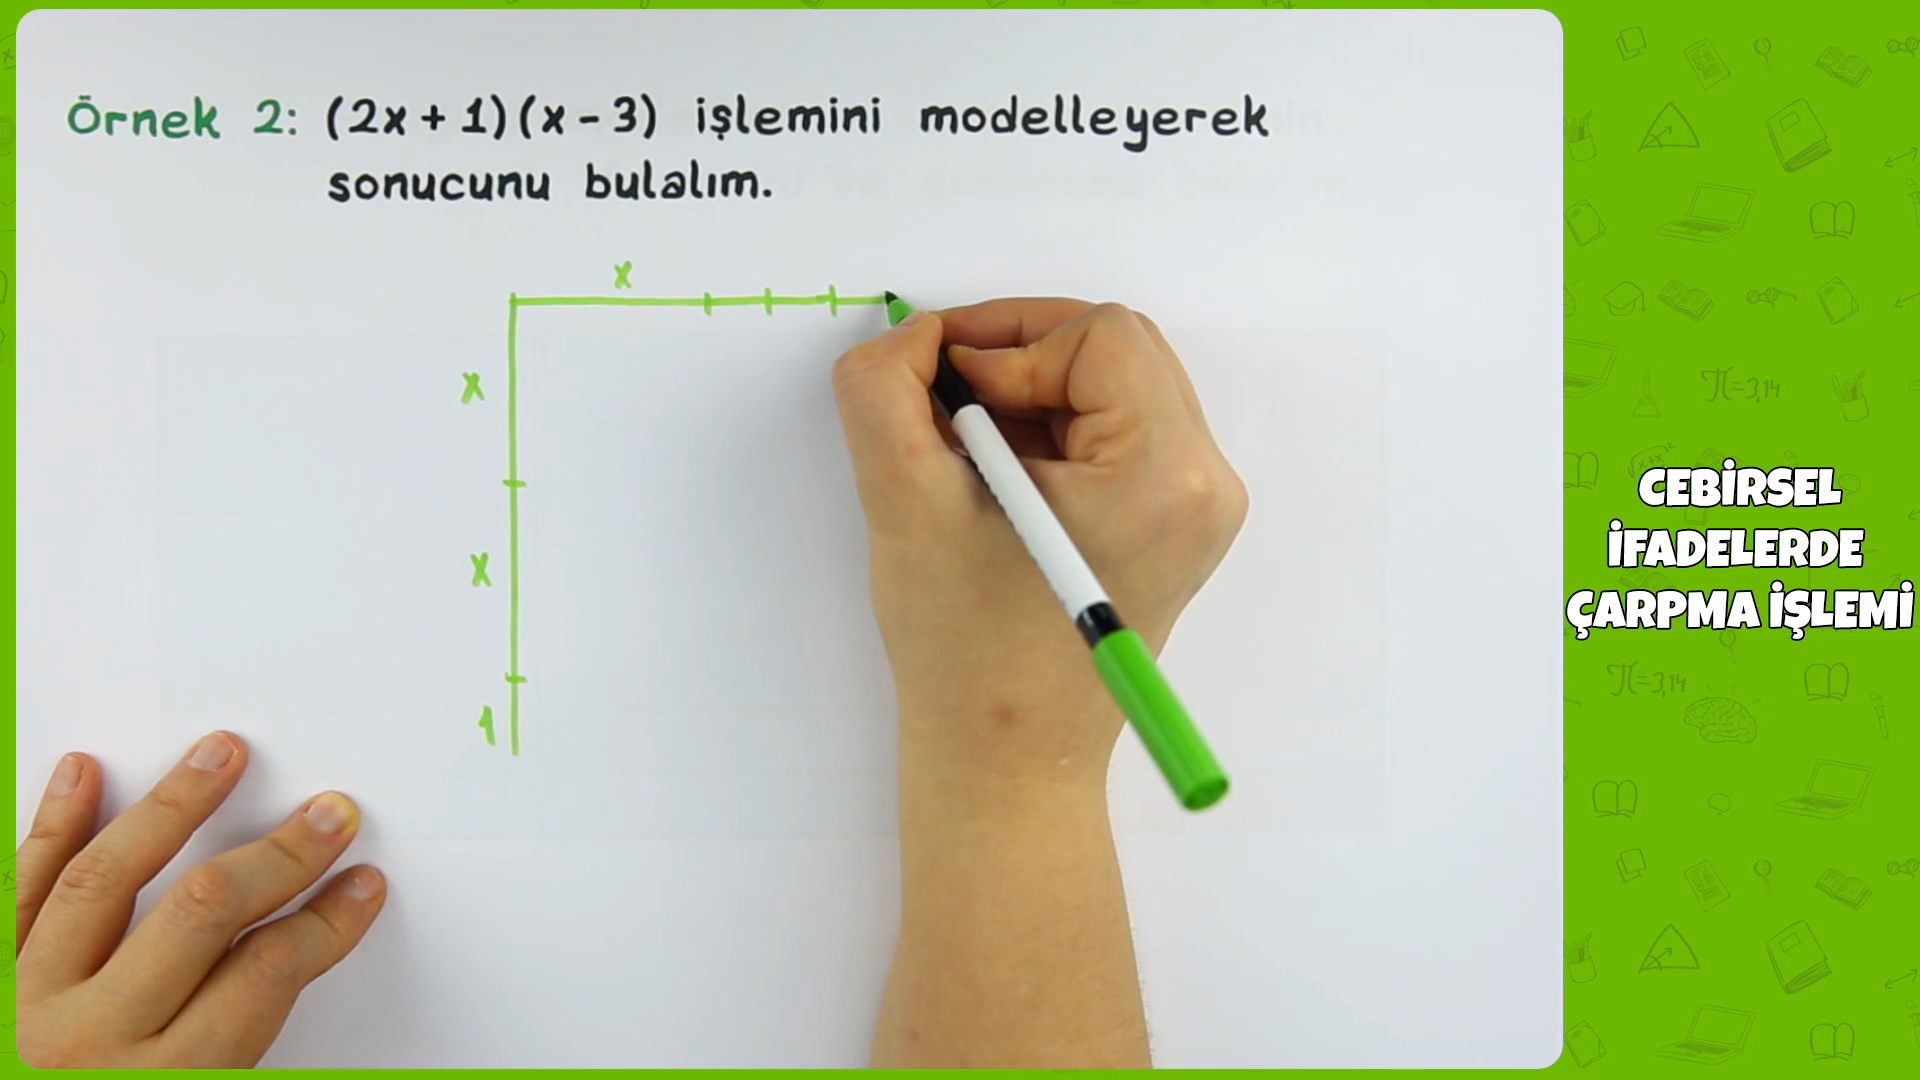 Örnek 2: (2x + 1)(x - 3) işlemini modelleyerek
sonucunu bulalım.
x
x
x
1
CEBİRSEL
İFADELERDE
ÇARPMA İŞLEMİ
π=3,14
π=3,14